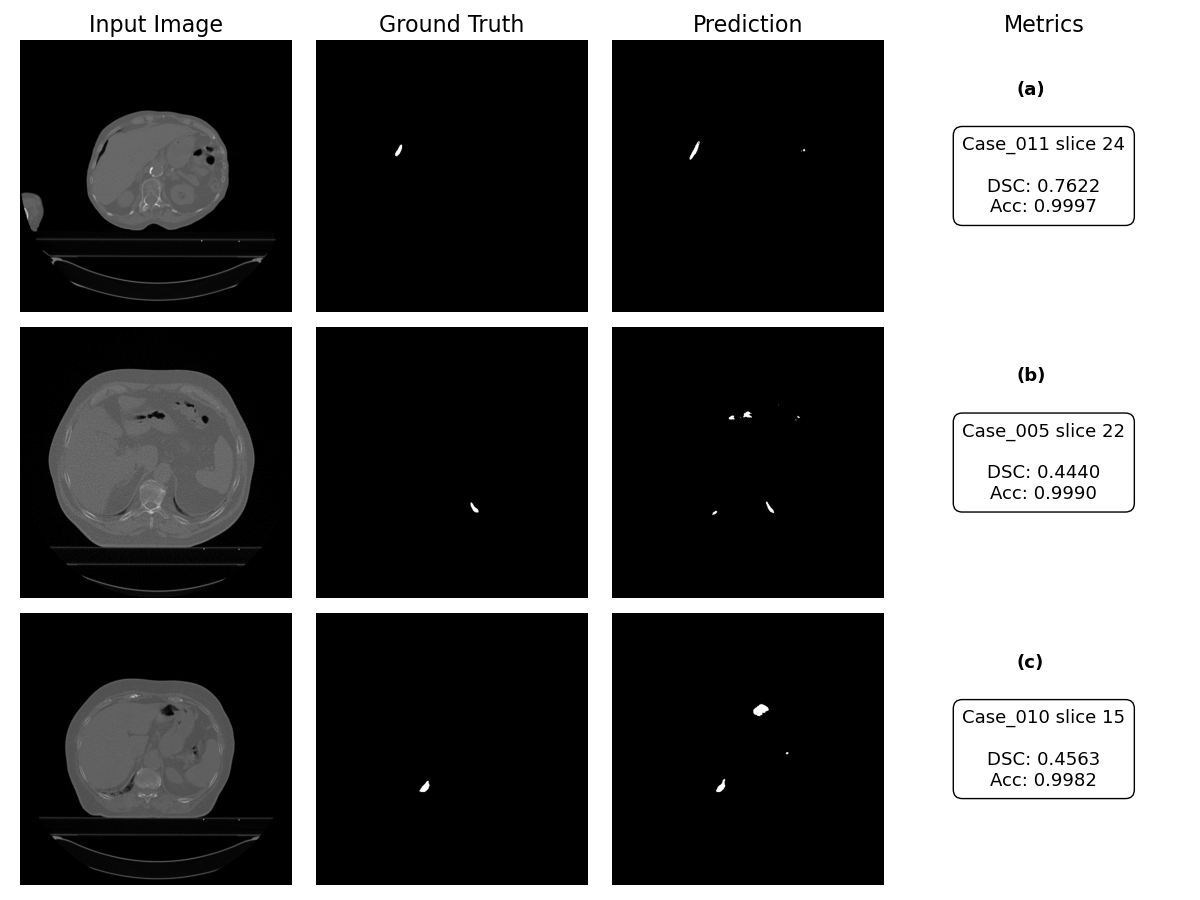 Input Image
Ground Truth
Prediction
Metrics
(a)
Case_011 slice 24
DSC: 0.7622
Acc: 0.9997
(b)
Case_005 slice 22
DSC: 0.4440
Acc: 0.9990
(c)
Case_010 slice 15
DSC: 0.4563
Acc: 0.9982